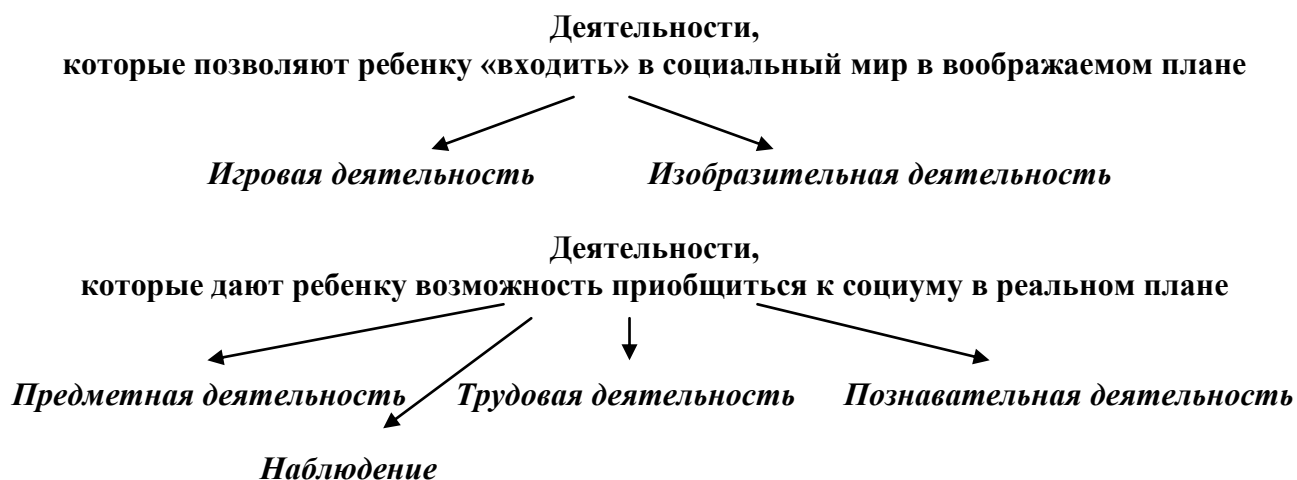 Деятельности,
которые позволяют ребенку «входить» в социальный мир в воображаемом плане
Игровая деятельность
Изобразительная деятельность
Деятельности,
которые дают ребенку возможность приобщиться к социуму в реальном плане
Предметная деятельность
Трудовая деятельность
Познавательная деятельность
Наблюдение